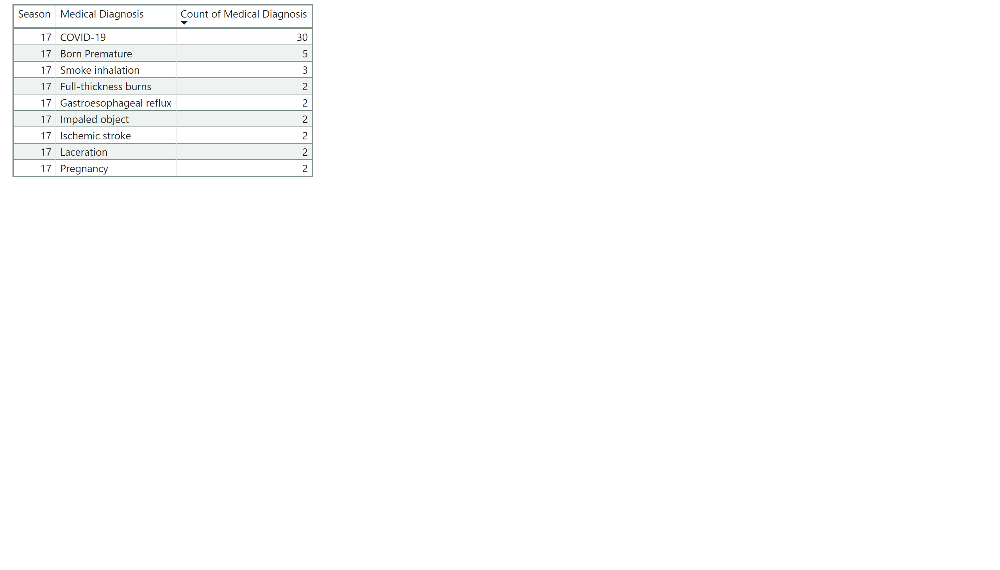 Season Medical Diagnosis Count of Medical Diagnosis
17 COVID-19 30
17 Born Premature 5
17 Smoke inhalation 3
17 Full-thickness burns 2
17 Gastroesophageal reflux 2
17 Impaled object 2
17 Ischemic stroke 2
17 Laceration 2
17 Pregnancy 2